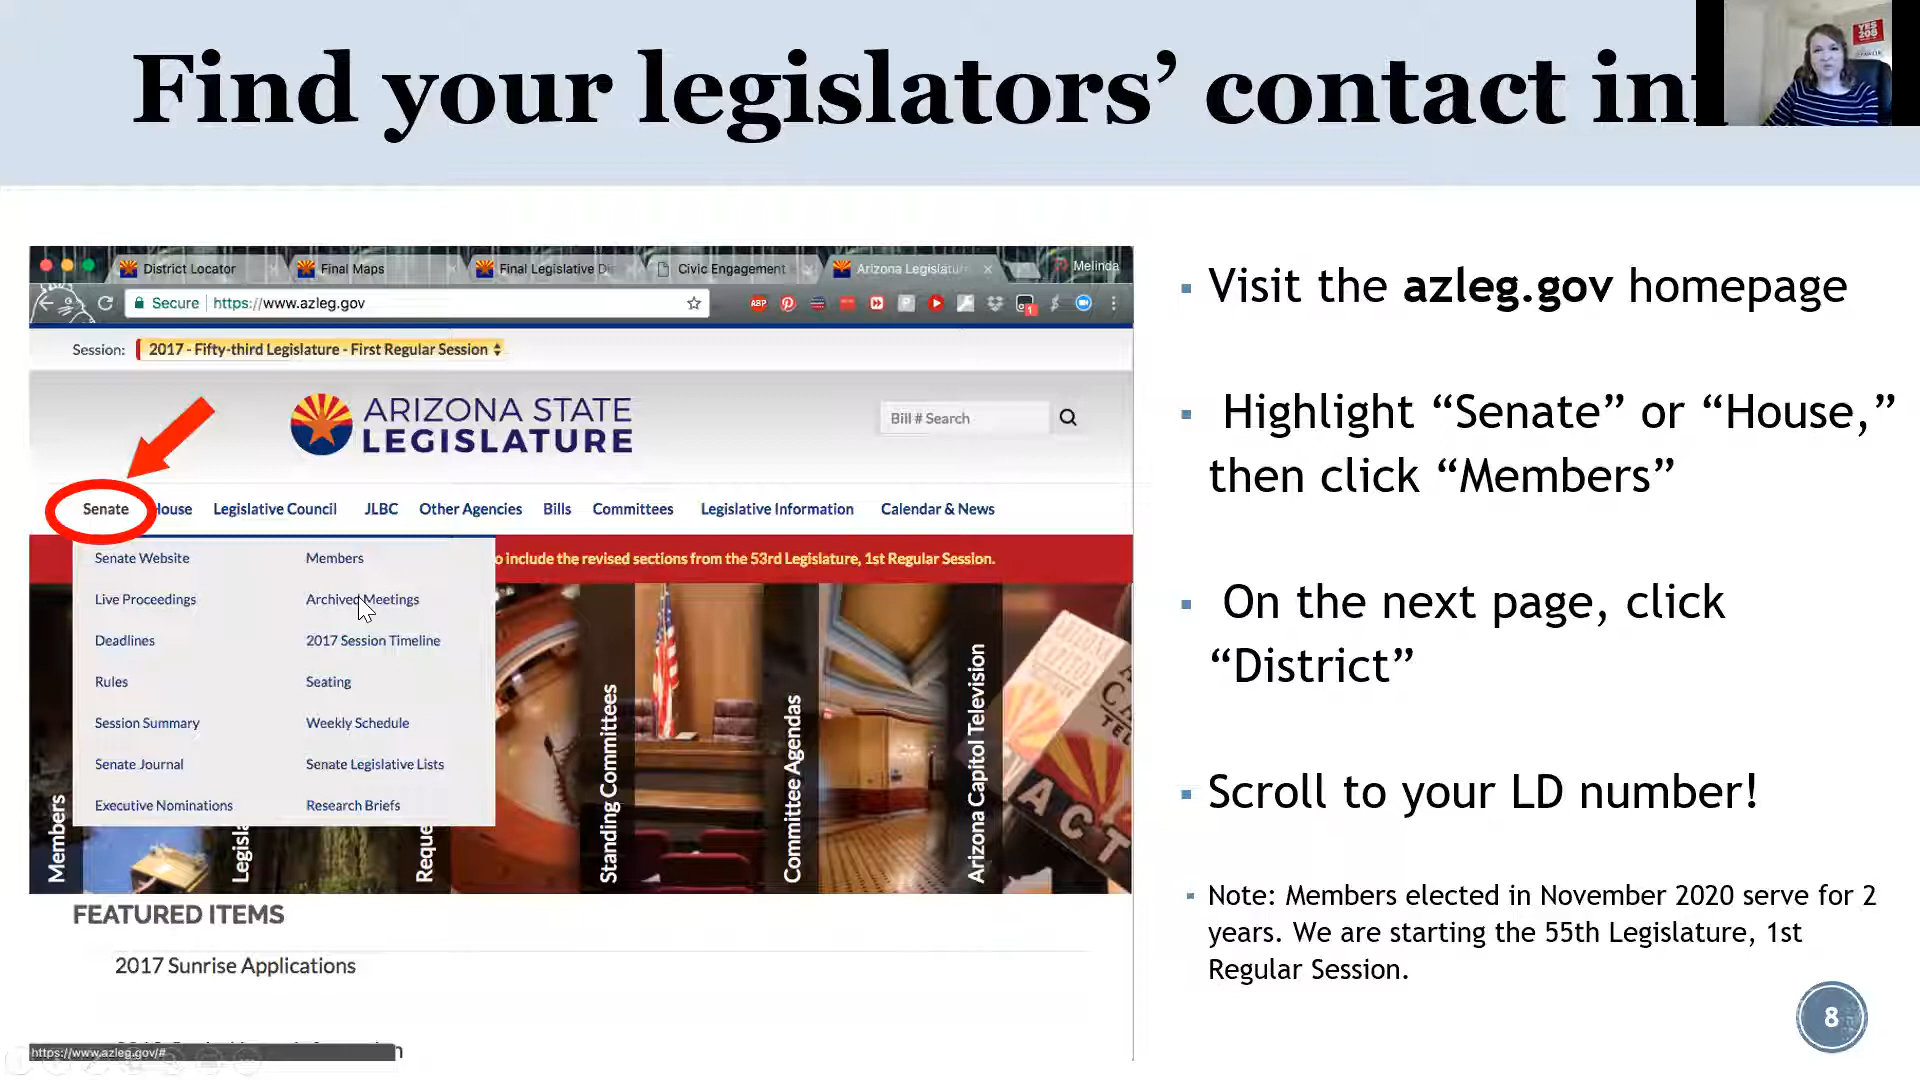 Find your legislators’ contact in
YES
208
District Locator
Final Maps
Final Legislative Di
Civic Engagement
Arizona Legislatur
Melinda
Secure
https://www.azleg.gov
ABP
1
Session:
2017 - Fifty-third Legislature - First Regular Session
ARIZONA STATE
LEGISLATURE
Bill # Search
Senate
House
Legislative Council
JLBC
Other Agencies
Bills
Committees
Legislative Information
Calendar & News
o include the revised sections from the 53rd Legislature, 1st Regular Session.
Senate Website
Members
Live Proceedings
Archived Meetings
Deadlines
2017 Session Timeline
Rules
Seating
Session Summary
Weekly Schedule
Senate Journal
Senate Legislative Lists
Executive Nominations
Research Briefs
Members
Legisla
Reque
Standing Committees
Committee Agendas
Arizona Capitol Television
ACT
FEATURED ITEMS
2017 Sunrise Applications
https://www.azleg.gov/#
▪ Visit the azleg.gov homepage
▪ Highlight “Senate” or “House,”
then click “Members”
▪ On the next page, click
“District”
▪ Scroll to your LD number!
▪ Note: Members elected in November 2020 serve for 2
years. We are starting the 55th Legislature, 1st
Regular Session.
8